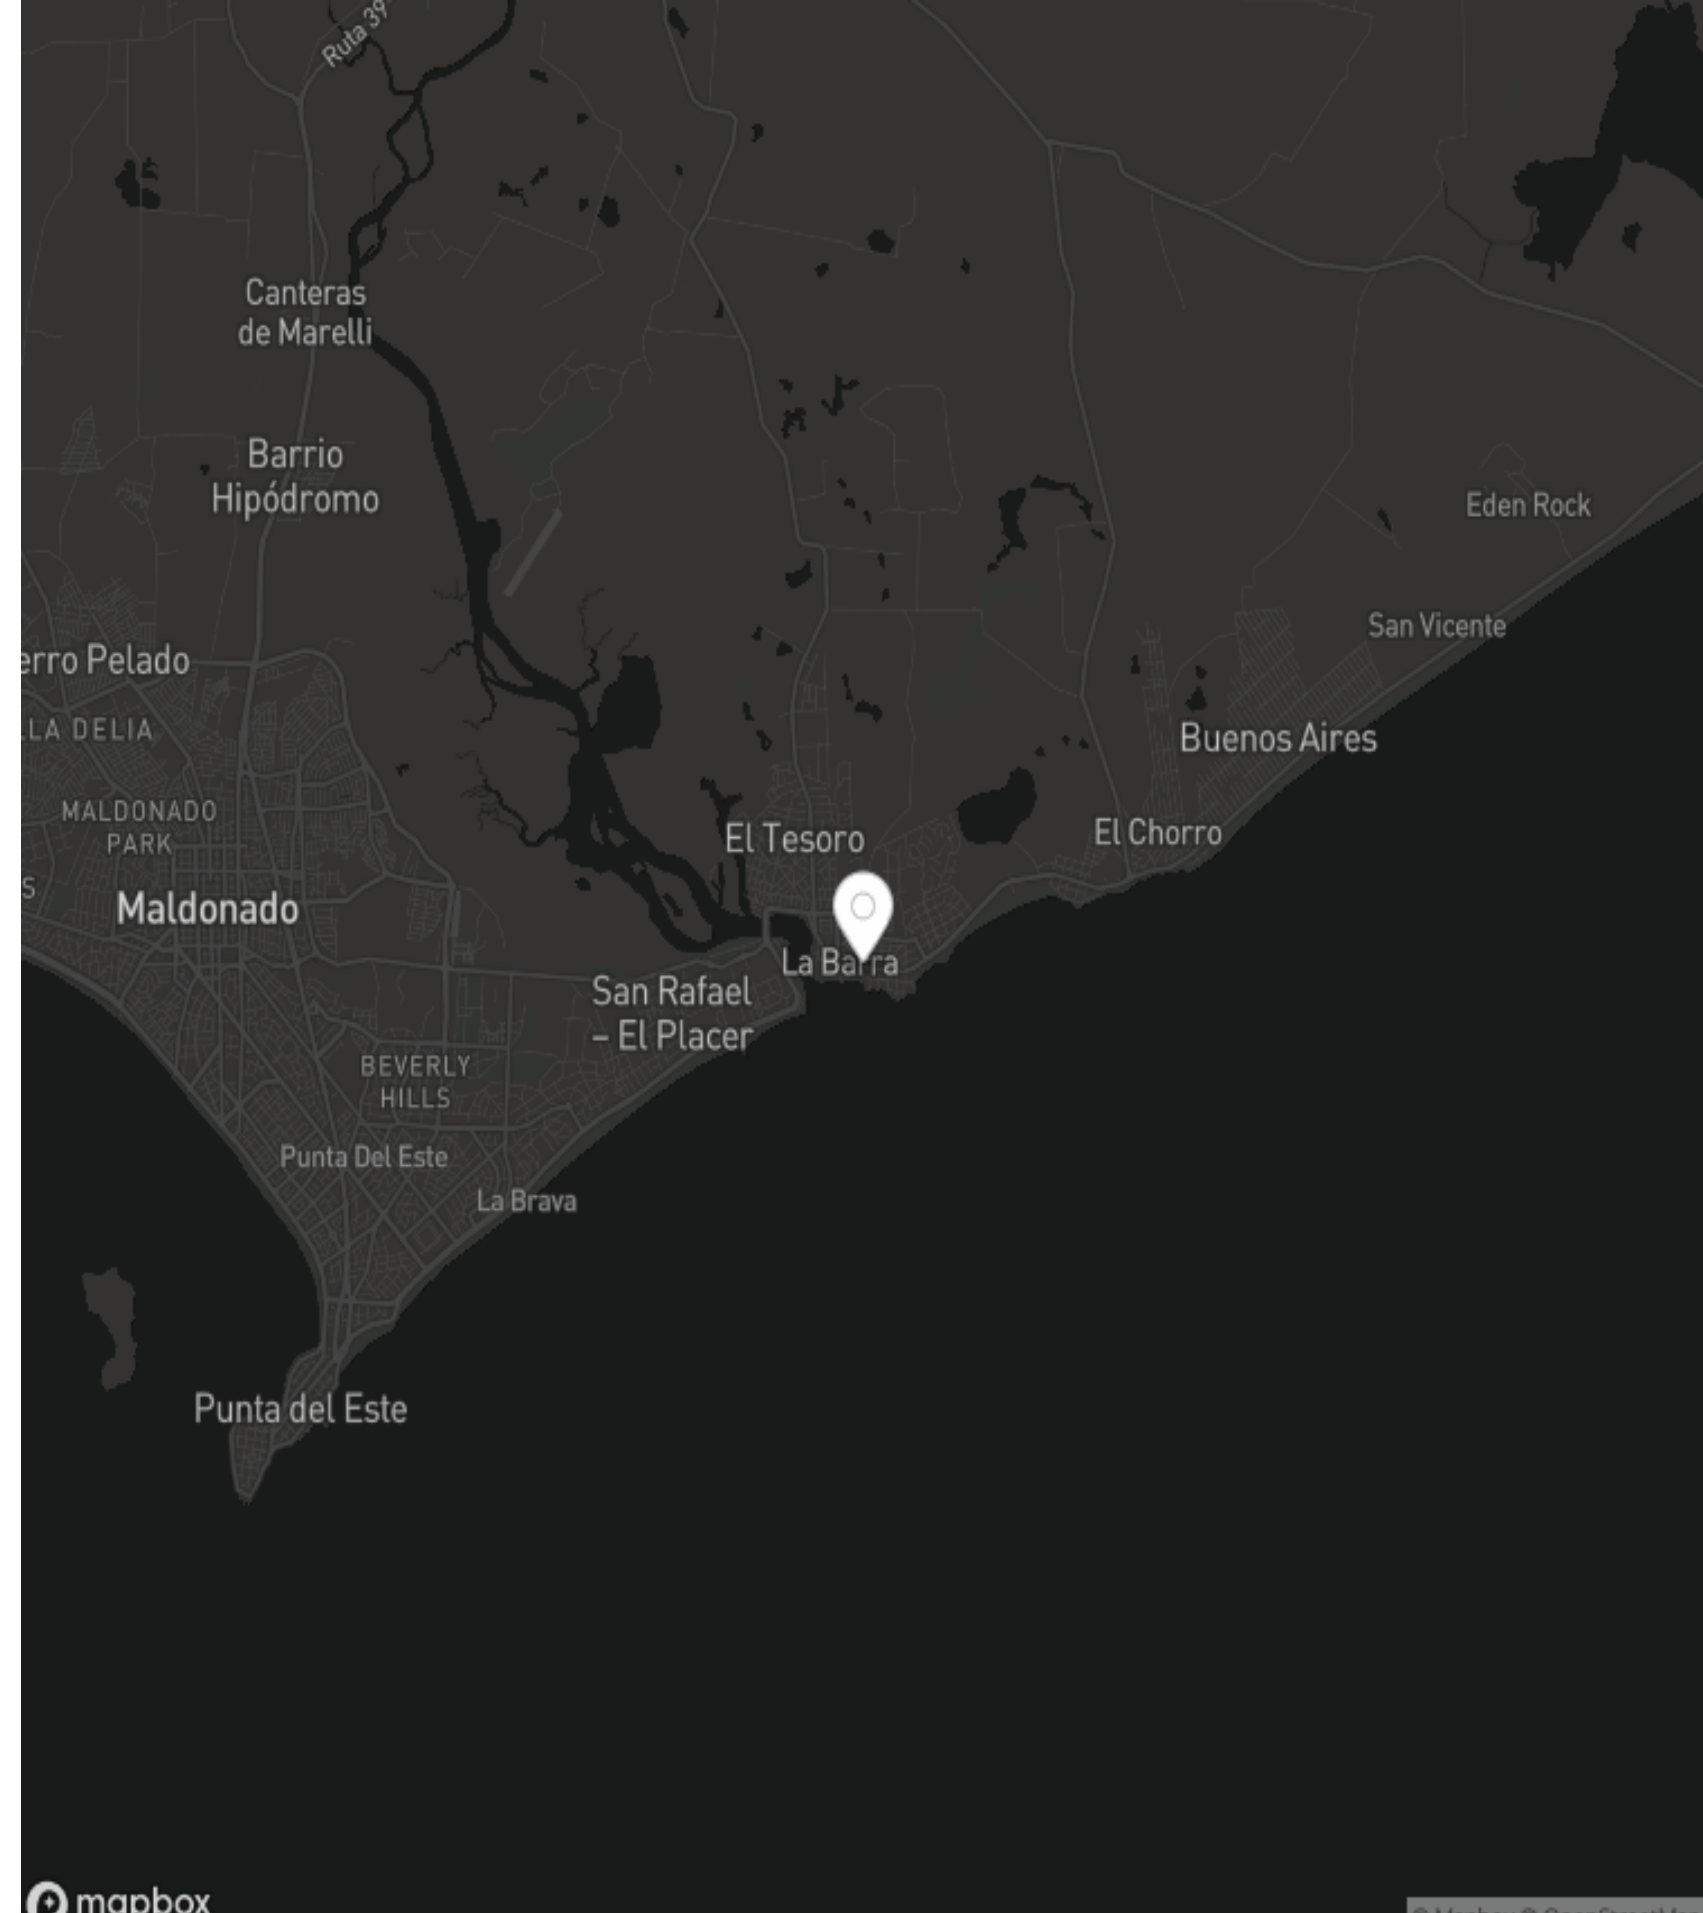 Ruta 39
Canteras
de Marelli
Barrio
Hipódromo
Eden Rock
San Vicente
erro Pelado
LA DELIA
Buenos Aires
MALDONADO
PARK
El Tesoro
El Chorro
S
Maldonado
La Barra
San Rafael
– El Placer
BEVERLY
HILLS
Punta Del Este
La Brava
Punta del Este
mapbox
© Mapbox © OpenStreetMap